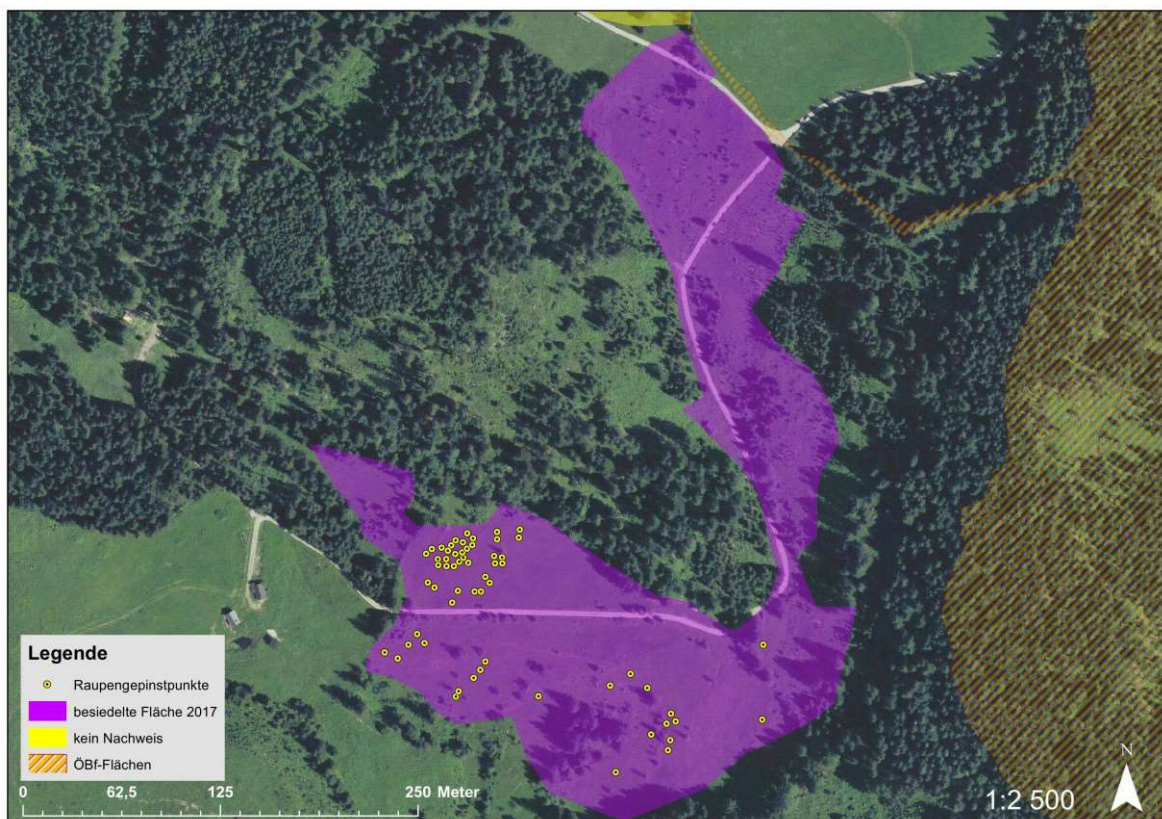 Legende
Raupengepinstpunkte
besiedelte Fläche 2017
kein Nachweis
ÖBf-Flächen
0 62,5 125 250 Meter
1:2 500
N